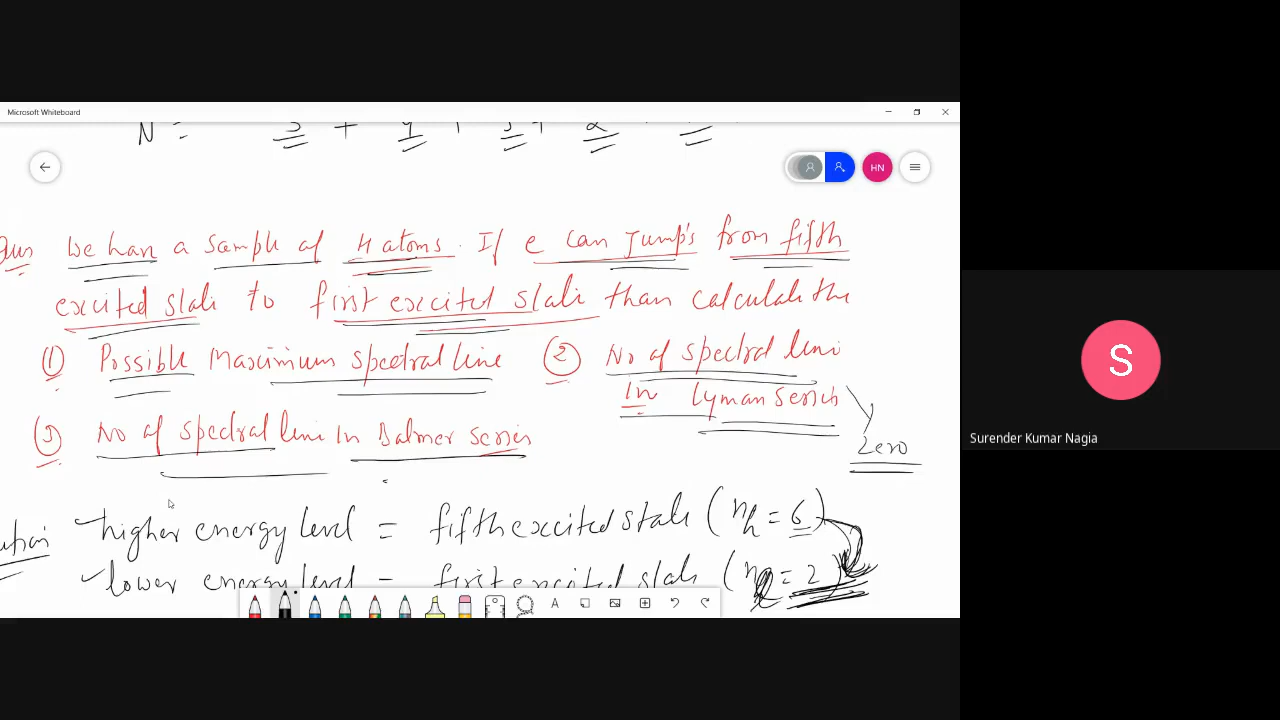 Microsoft Whiteboard
N =
HN
We have a sample of H atoms. If e can Jump's from fifth
excited state to first excited state than calculate the
(1) Possible Maximum spectral line (2) No of spectral line
In Lyman series
Zero
(3) No of spectral line In Balmer series
higher energy level = fifth excited state (nh = 6)
lower energy level = first excited state (nl = 2)
S
Surender Kumar Nagia